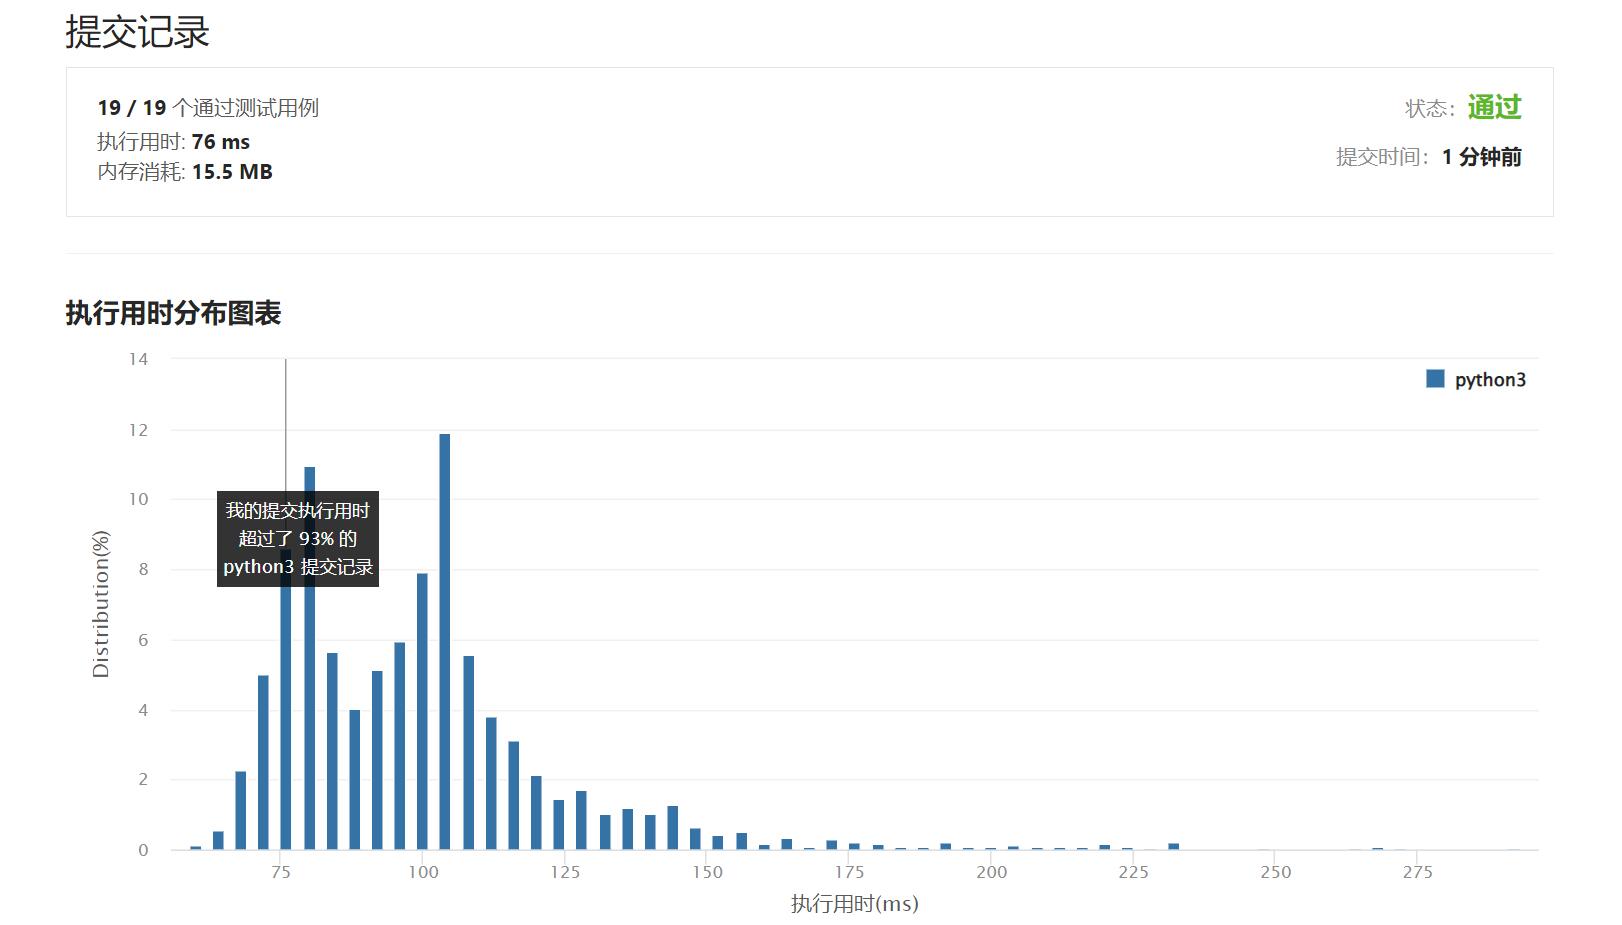 提交记录
19 / 19 个通过测试用例
状态：通过
执行用时: 76 ms
提交时间：1 分钟前
内存消耗: 15.5 MB
执行用时分布图表
14
12
10
8
6
4
2
0
Distribution(%)
python3
我的提交执行用时
超过了 93% 的
python3 提交记录
75 100 125 150 175 200 225 250 275
执行用时(ms)